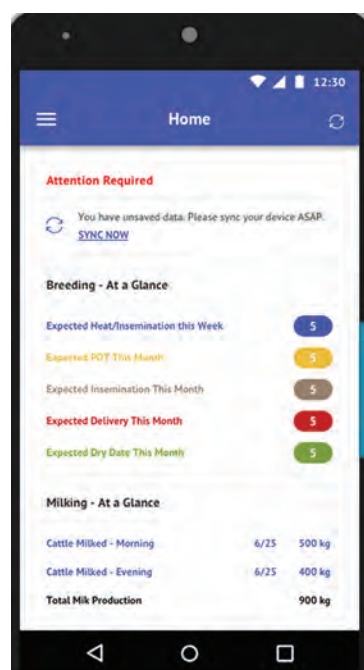 12:30
Home
Attention Required
You have unsaved data. Please sync your device ASAP.
SYNC NOW
Breeding - At a Glance
Expected Heat/Insemination this Week 5
Expected PDT This Month 5
Expected Insemination This Month 5
Expected Delivery This Month 5
Expected Dry Date This Month 5
Milking - At a Glance
Cattle Milked - Morning 6/25 500 kg
Cattle Milked - Evening 6/25 400 kg
Total Mik Production 900 kg